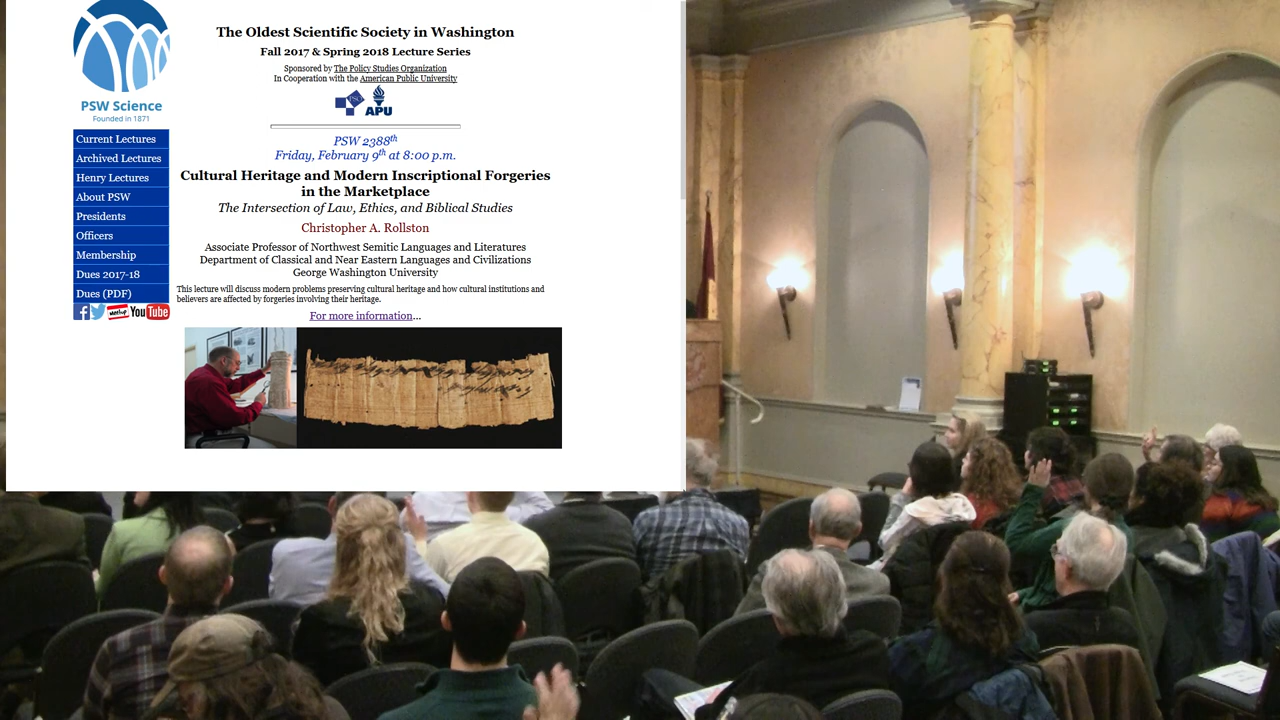 The Oldest Scientific Society in Washington
Fall 2017 & Spring 2018 Lecture Series
Sponsored by The Policy Studies Organization
In Cooperation with the American Public University
PSO
APU
PSW Science
Founded in 1871
Current Lectures
Archived Lectures
Henry Lectures
About PSW
Presidents
Officers
Membership
Dues 2017-18
Dues (PDF)
meetup
YouTube
PSW 2388th
Friday, February 9th at 8:00 p.m.
Cultural Heritage and Modern Inscriptional Forgeries
in the Marketplace
The Intersection of Law, Ethics, and Biblical Studies
Christopher A. Rollston
Associate Professor of Northwest Semitic Languages and Literatures
Department of Classical and Near Eastern Languages and Civilizations
George Washington University
This lecture will discuss modern problems preserving cultural heritage and how cultural institutions and
believers are affected by forgeries involving their heritage.
For more information...